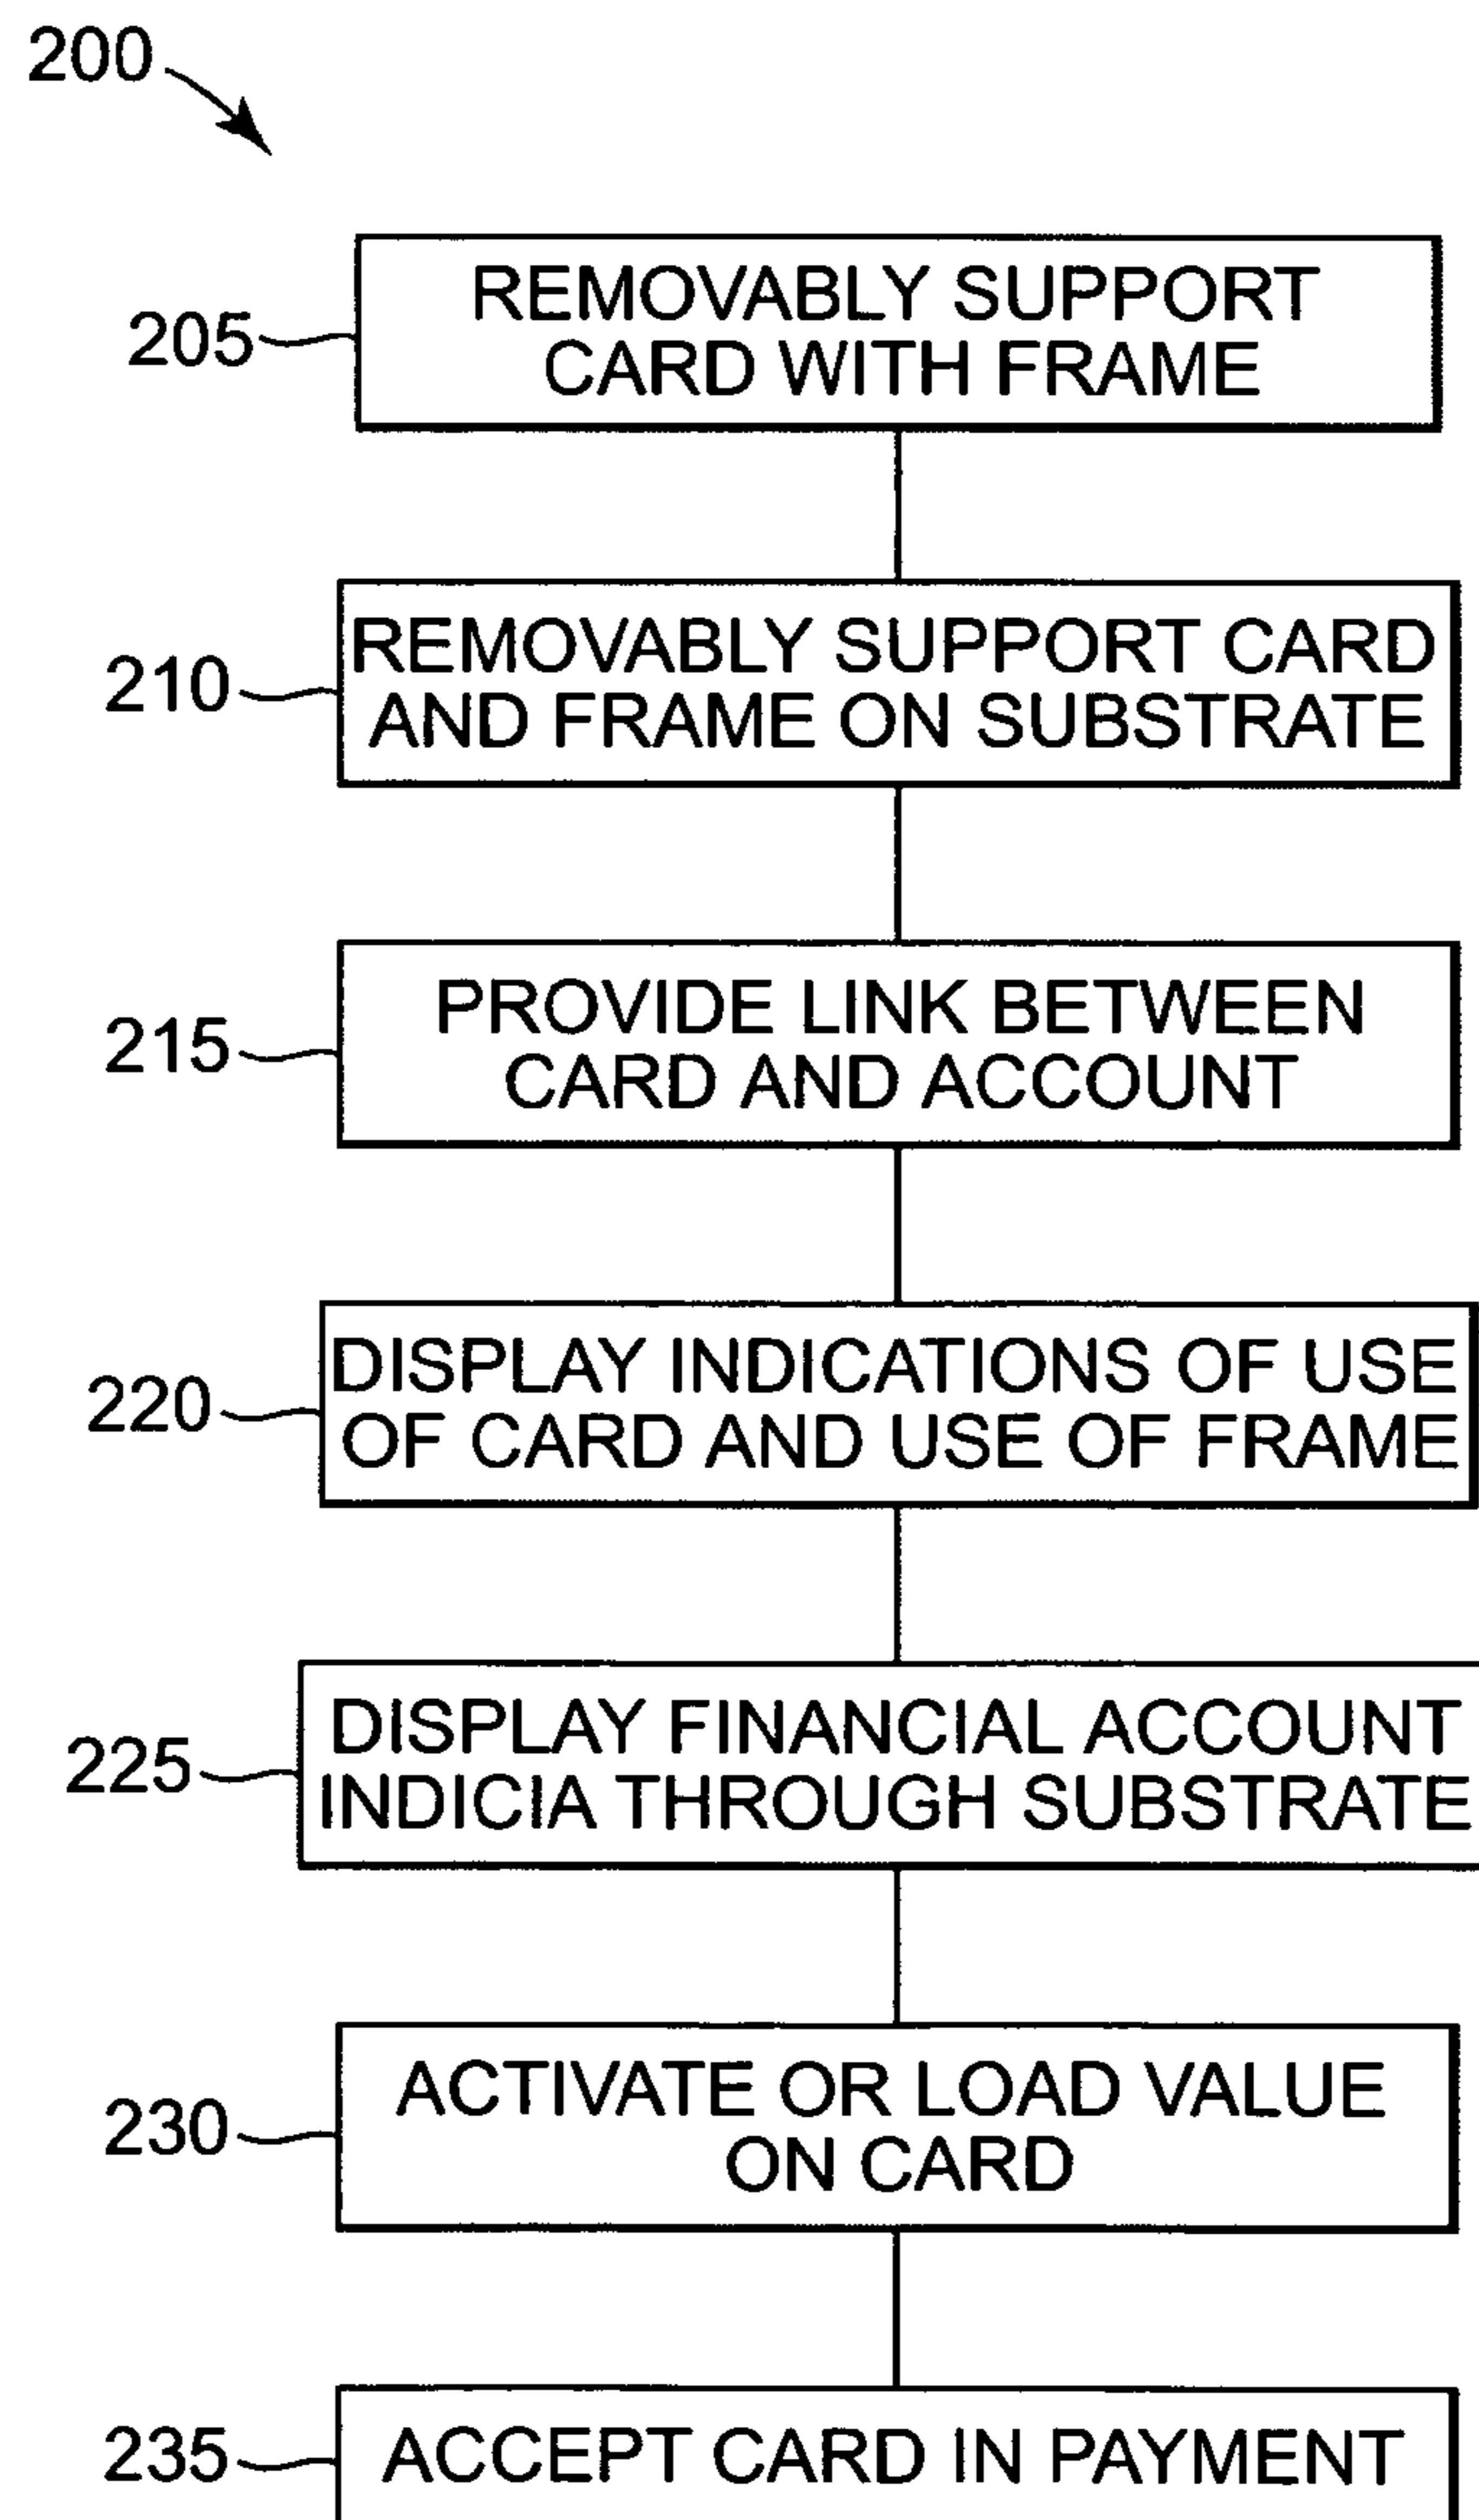 200
205
REMOVABLY SUPPORT
CARD WITH FRAME
210
REMOVABLY SUPPORT CARD
AND FRAME ON SUBSTRATE
215
PROVIDE LINK BETWEEN
CARD AND ACCOUNT
220
DISPLAY INDICATIONS OF USE
OF CARD AND USE OF FRAME
225
DISPLAY FINANCIAL ACCOUNT
INDICIA THROUGH SUBSTRATE
230
ACTIVATE OR LOAD VALUE
ON CARD
235
ACCEPT CARD IN PAYMENT